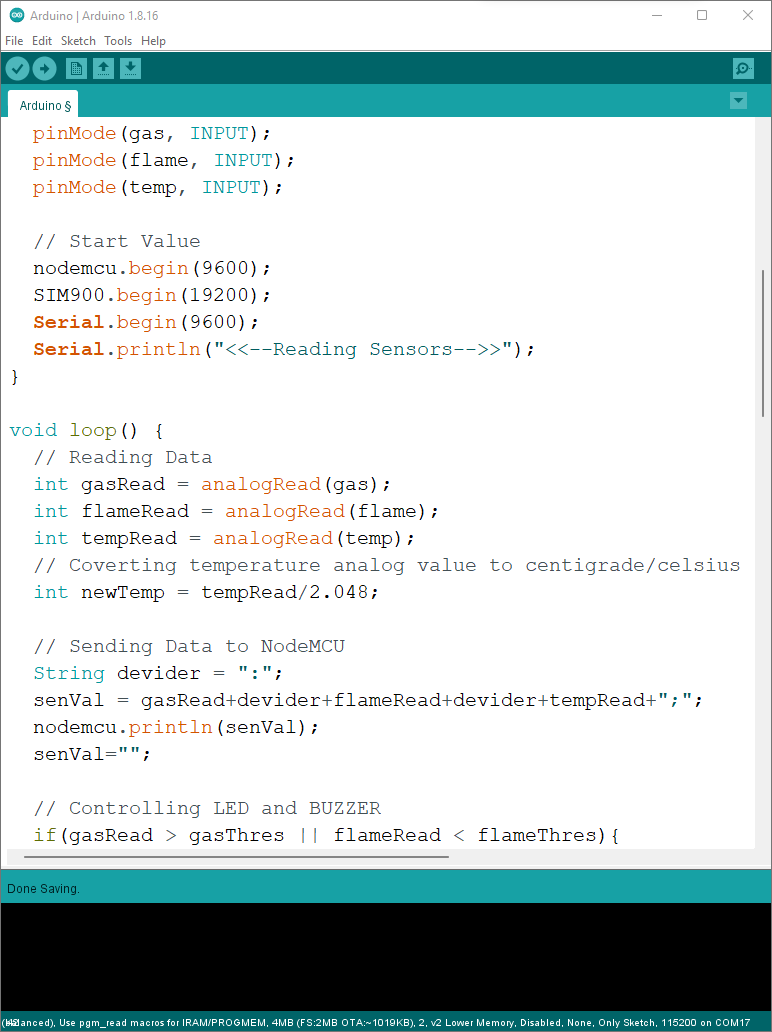 Arduino | Arduino 1.8.16
File Edit Sketch Tools Help
Arduino §
pinMode(gas, INPUT);
pinMode(flame, INPUT);
pinMode(temp, INPUT);
// Start Value
nodemcu.begin(9600);
SIM900.begin(19200);
Serial.begin(9600);
Serial.println("<<--Reading Sensors-->>");
}
void loop() {
// Reading Data
int gasRead = analogRead(gas);
int flameRead = analogRead(flame);
int tempRead = analogRead(temp);
// Coverting temperature analog value to centigrade/celsius
int newTemp = tempRead/2.048;
// Sending Data to NodeMCU
String devider = ":";
senVal = gasRead+devider+flameRead+devider+tempRead+";";
nodemcu.println(senVal);
senVal="";
// Controlling LED and BUZZER
if(gasRead > gasThres || flameRead < flameThres){
Done Saving.
, Use pgm_read macros for IRAM/PROGMEM, 4MB (FS:2MB OTA:~1019KB), 2, v2 Lower Memory, Disabled, None, Only Sketch, 115200 on COM17